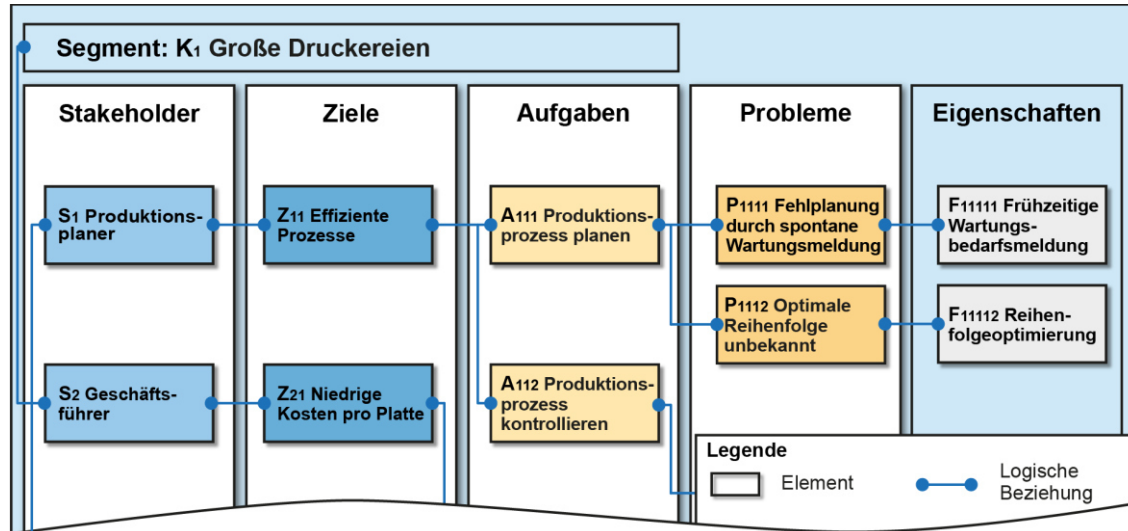 Segment: K1 Große Druckereien
Stakeholder
Ziele
Aufgaben
Probleme
Eigenschaften
S1 Produktions-
planer
Z11 Effiziente
Prozesse
A111 Produktions-
prozess planen
P1111 Fehlplanung
durch spontane
Wartungsmeldung
F11111 Frühzeitige
Wartungs-
bedarfsmeldung
P1112 Optimale
Reihenfolge
unbekannt
F11112 Reihen-
folgeoptimierung
S2 Geschäfts-
führer
Z21 Niedrige
Kosten pro Platte
A112 Produktions-
prozess
kontrollieren
Legende
Element
Logische
Beziehung